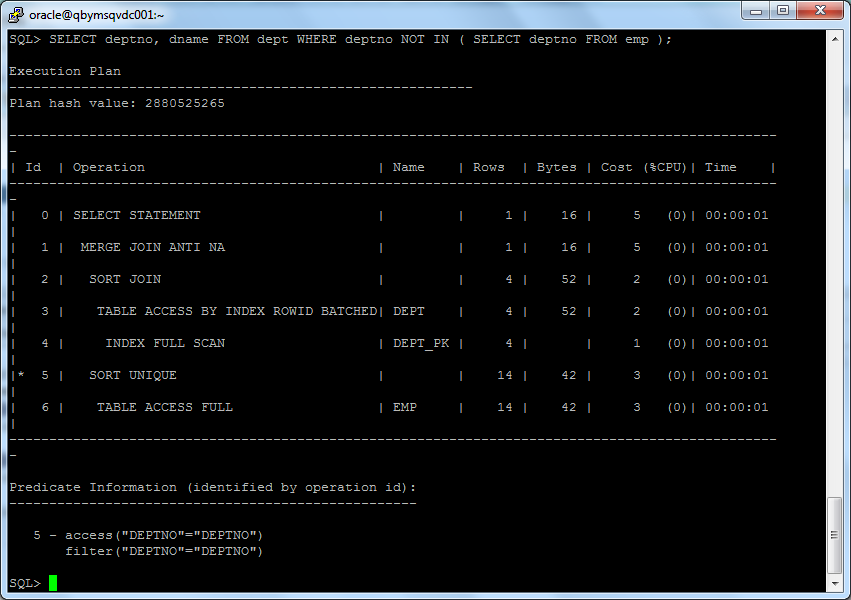 oracle@qbymsqvdc001:~
SQL> SELECT deptno, dname FROM dept WHERE deptno NOT IN ( SELECT deptno FROM emp );
Execution Plan
----------------------------------------------------------
Plan hash value: 2880525265
------------------------------------------------------------------------------------------------
-
| Id  | Operation                             | Name    | Rows  | Bytes | Cost (%CPU)| Time    |
------------------------------------------------------------------------------------------------
-
|   0 | SELECT STATEMENT                      |         |     1 |    16 |     5   (0)| 00:00:01
|
|   1 |  MERGE JOIN ANTI NA                   |         |     1 |    16 |     5   (0)| 00:00:01
|
|   2 |   SORT JOIN                           |         |     4 |    52 |     2   (0)| 00:00:01
|
|   3 |    TABLE ACCESS BY INDEX ROWID BATCHED| DEPT    |     4 |    52 |     2   (0)| 00:00:01
|
|   4 |     INDEX FULL SCAN                   | DEPT_PK |     4 |       |     1   (0)| 00:00:01
|
|*  5 |   SORT UNIQUE                         |         |    14 |    42 |     3   (0)| 00:00:01
|
|   6 |    TABLE ACCESS FULL                  | EMP     |    14 |    42 |     3   (0)| 00:00:01
|
------------------------------------------------------------------------------------------------
-
Predicate Information (identified by operation id):
---------------------------------------------------
5 - access("DEPTNO"="DEPTNO")
filter("DEPTNO"="DEPTNO")
SQL>